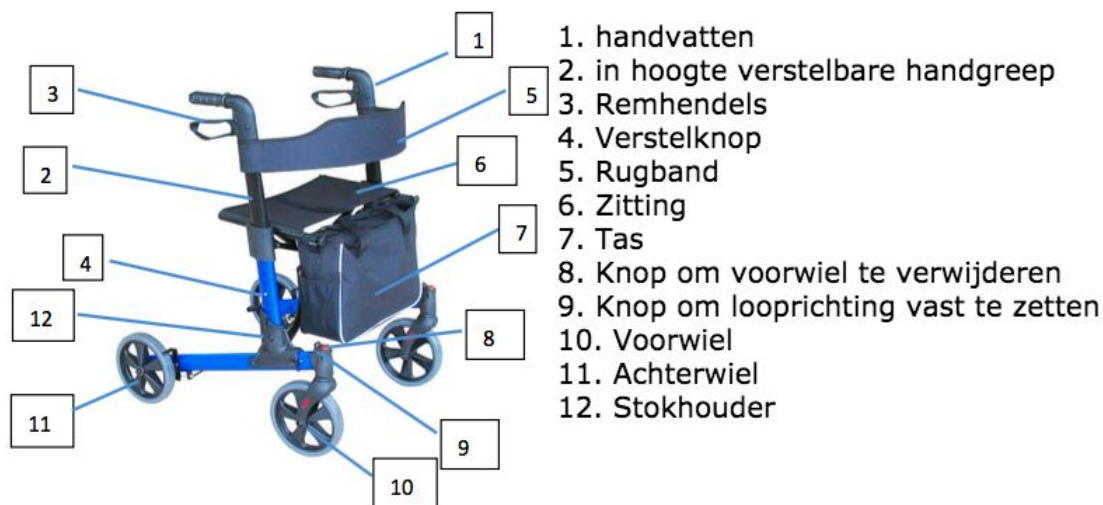 1
3
5
2
6
7
4
12
8
11
9
10
1. handvatten
2. in hoogte verstelbare handgreep
3. Remhendels
4. Verstelknop
5. Rugband
6. Zitting
7. Tas
8. Knop om voorwiel te verwijderen
9. Knop om looprichting vast te zetten
10. Voorwiel
11. Achterwiel
12. Stokhouder